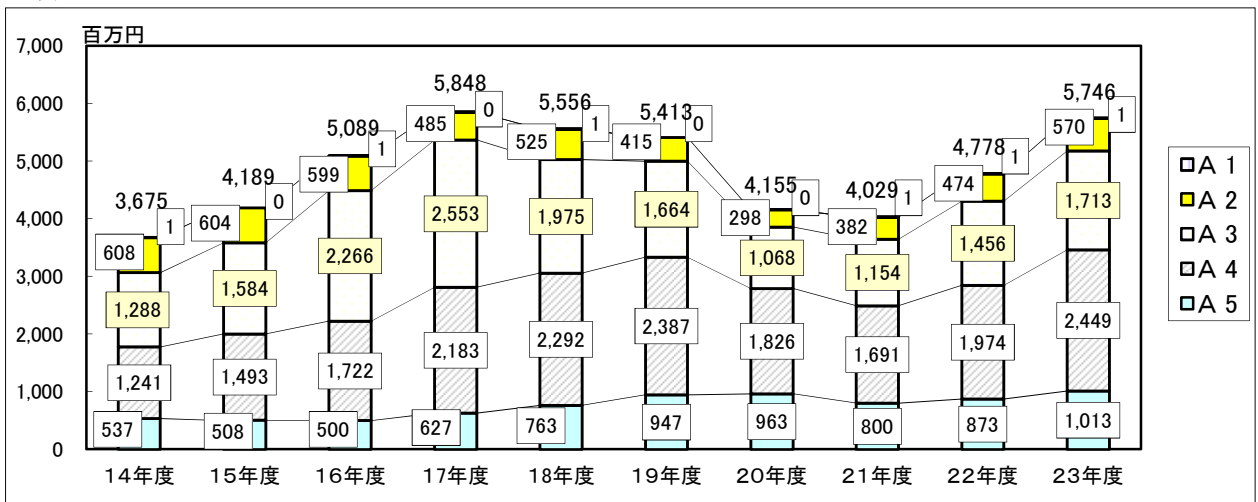 百万円
7,000
6,000
5,000
4,000
3,000
2,000
1,000
0
3,675 4,189 5,089 5,848 5,556 5,413 4,155 4,029 4,778 5,746
1 0 1 0 1 0 0 1 1 1
608 604 599 485 525 415 298 382 474 570
1,288 1,584 2,266 2,553 1,975 1,664 1,068 1,154 1,456 1,713
1,241 1,493 1,722 2,183 2,292 2,387 1,826 1,691 1,974 2,449
537 508 500 627 763 947 963 800 873 1,013
14年度 15年度 16年度 17年度 18年度 19年度 20年度 21年度 22年度 23年度
A 1
A 2
A 3
A 4
A 5